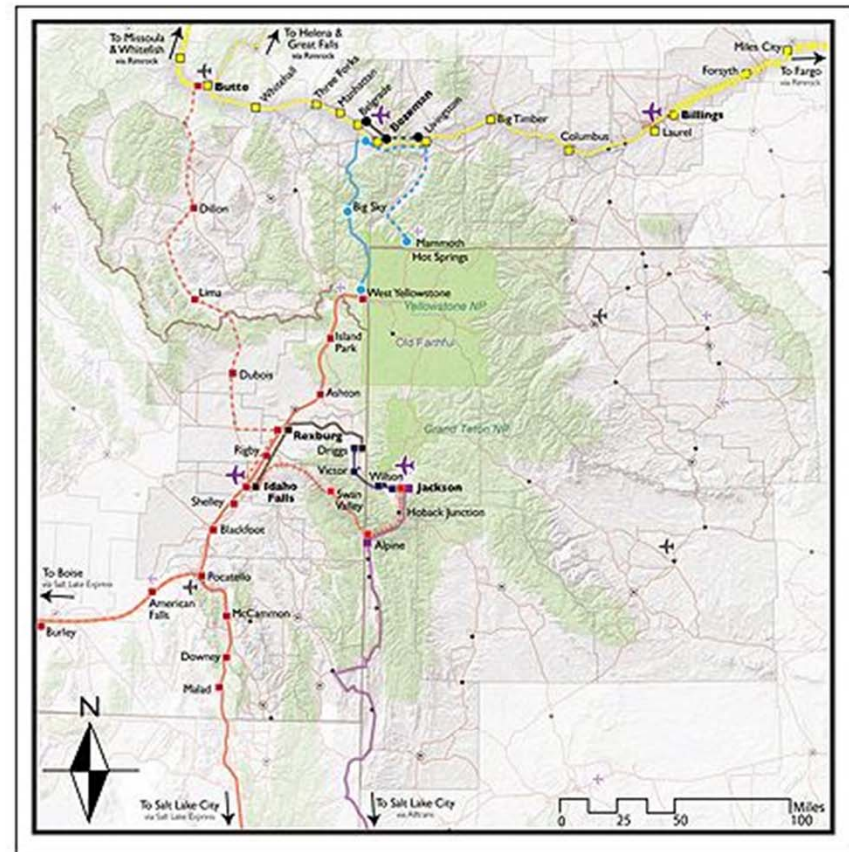 To Missoula
& Whitefish
via Rimrock
To Helena &
Great Falls
via Rimrock
Miles City
To Fargo
via Rimrock
Forsyth
Butte
Whitehall
Three Forks
Manhattan
Belgrade
Bozeman
Livingston
Big Timber
Billings
Columbus
Laurel
Dillon
Big Sky
Mammoth
Hot Springs
Lima
West Yellowstone
Yellowstone NP
Island
Park
Old Faithful
Dubois
Ashton
Grand Teton NP
Rexburg
Rigby
Driggs
Victor
Wilson
Jackson
Idaho
Falls
Swan
Valley
Shelley
Hoback Junction
Blackfoot
Alpine
To Boise
via Salt Lake Express
Pocatello
American
Falls
McCammon
Burley
Downey
Malad
N
To Salt Lake City
via Salt Lake Express
To Salt Lake City
via Alltrans
Miles
0 25 50 100